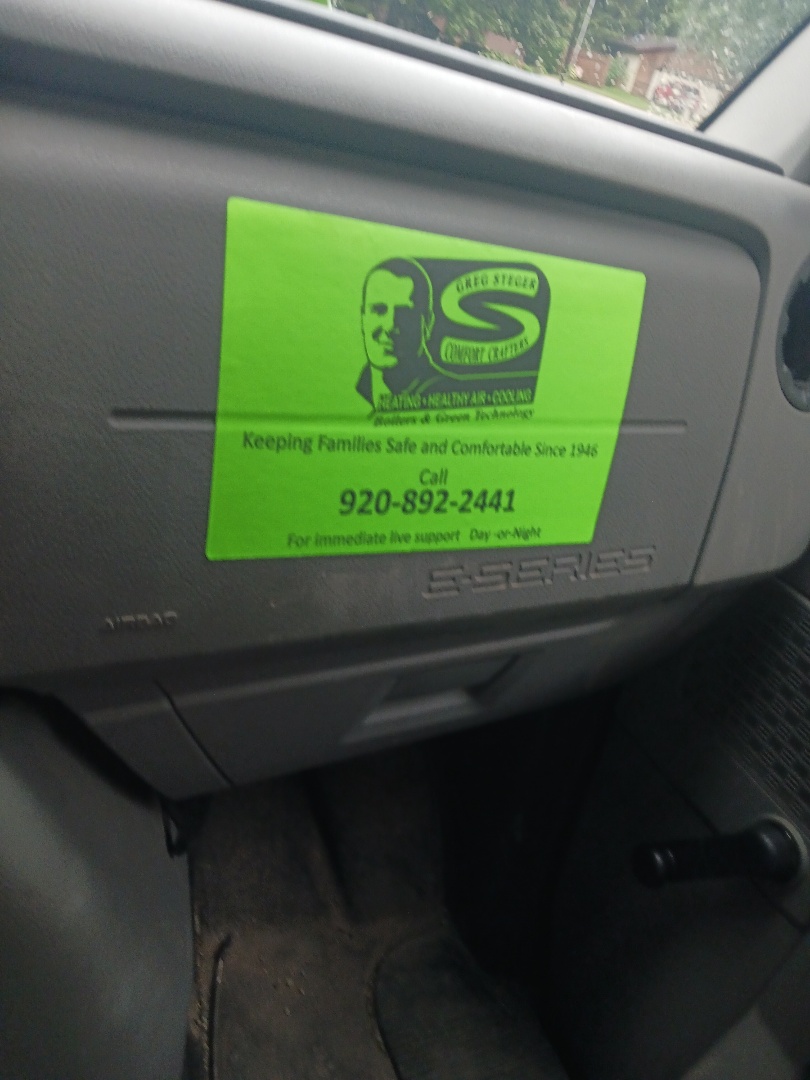 GREG STEGER
COMFORT CRAFTERS
HEATING • HEALTHY AIR • COOLING
Boilers & Green Technology
Keeping Families Safe and Comfortable Since 1946
Call
920-892-2441
For immediate live support Day -or-Night
E-SERIES
AIRBAG